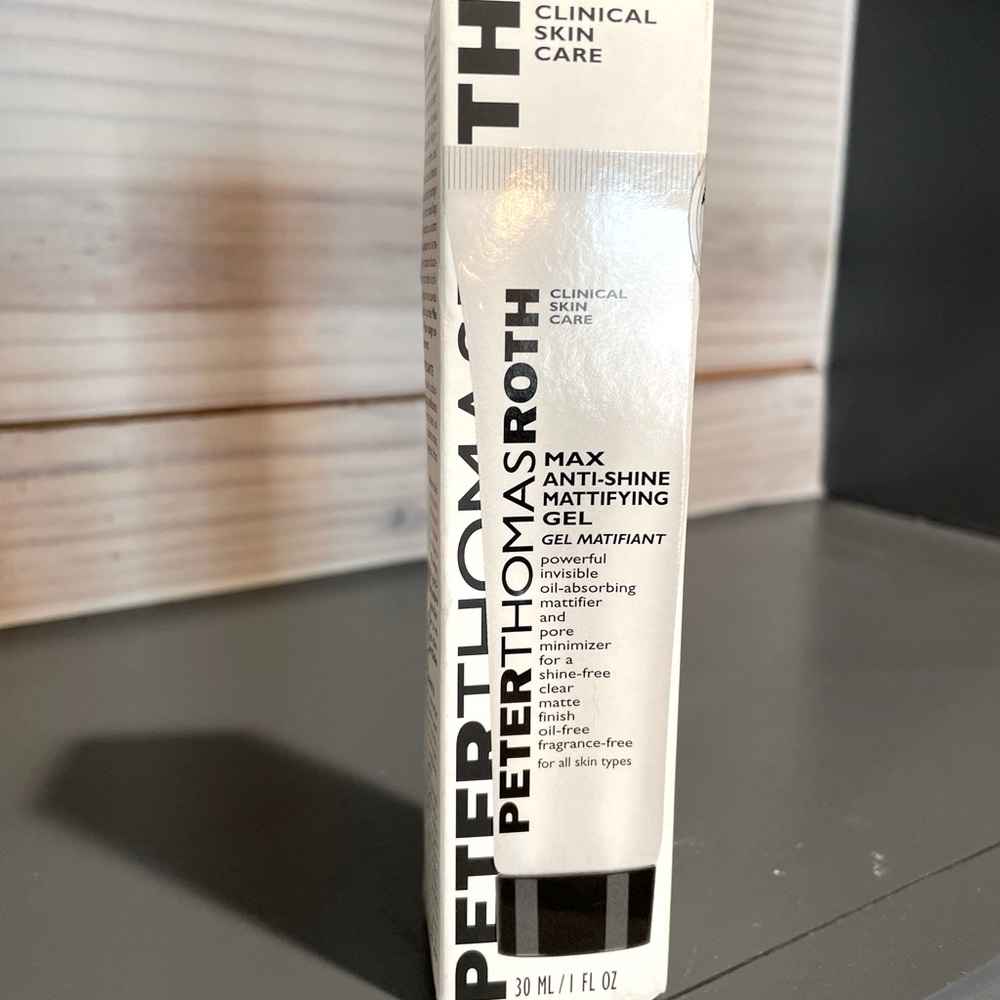 TH
CLINICAL
SKIN
CARE
PETERTHOMAS
PETERTHOMASROTH
CLINICAL
SKIN
CARE
MAX
ANTI-SHINE
MATTIFYING
GEL
GEL MATIFIANT
powerful
invisible
oil-absorbing
mattifier
and
pore
minimizer
for a
shine-free
clear
matte
finish
oil-free
fragrance-free
for all skin types
30 ML/1 FL OZ